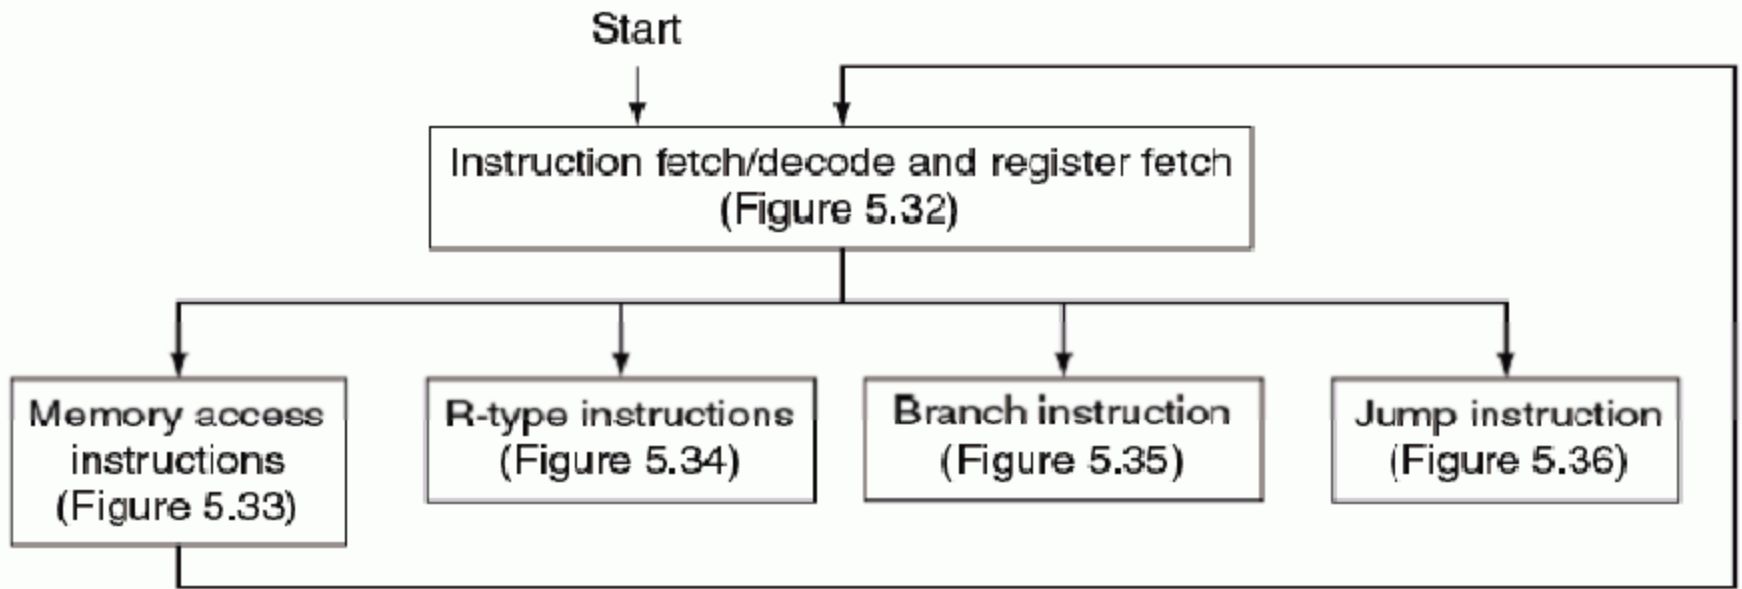 Start
Instruction fetch/decode and register fetch
(Figure 5.32)
Memory access
instructions
(Figure 5.33)
R-type instructions
(Figure 5.34)
Branch instruction
(Figure 5.35)
Jump instruction
(Figure 5.36)